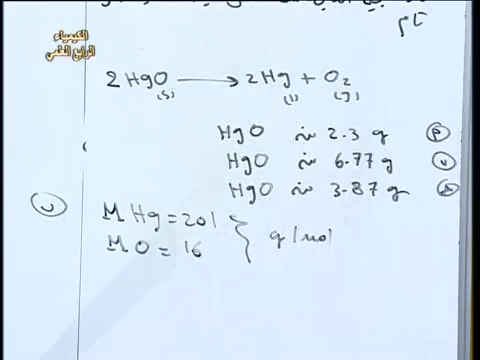 تام
الكيمياء
الرابع العلمي
2HgO(s) → 2Hg(l) + O₂(g)
HgO من 2.3 g
HgO من 6.77 g
HgO من 3.87 g
M Hg = 201
M O = 16
g/mol